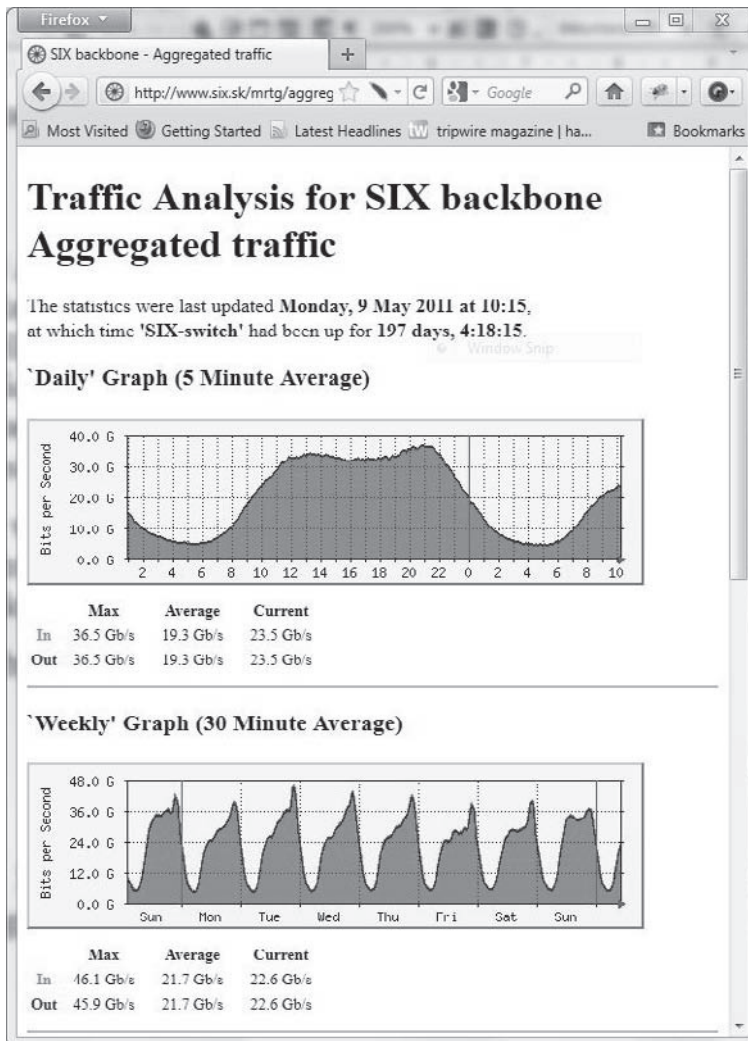 Firefox
SIX backbone - Aggregated traffic
http://www.six.sk/mrtg/aggreg
Google
Most Visited Getting Started Latest Headlines tripwire magazine | ha... Bookmarks
Traffic Analysis for SIX backbone
Aggregated traffic
The statistics were last updated Monday, 9 May 2011 at 10:15,
at which time 'SIX-switch' had been up for 197 days, 4:18:15.
Window Snip
`Daily' Graph (5 Minute Average)
Bits per Second
40.0 G
30.0 G
20.0 G
10.0 G
0.0 G
2 4 6 8 10 12 14 16 18 20 22 0 2 4 6 8 10
Max Average Current
In 36.5 Gb/s 19.3 Gb/s 23.5 Gb/s
Out 36.5 Gb/s 19.3 Gb/s 23.5 Gb/s
`Weekly' Graph (30 Minute Average)
Bits per Second
48.0 G
36.0 G
24.0 G
12.0 G
0.0 G
Sun Mon Tue Wed Thu Fri Sat Sun
Max Average Current
In 46.1 Gb/s 21.7 Gb/s 22.6 Gb/s
Out 45.9 Gb/s 21.7 Gb/s 22.6 Gb/s